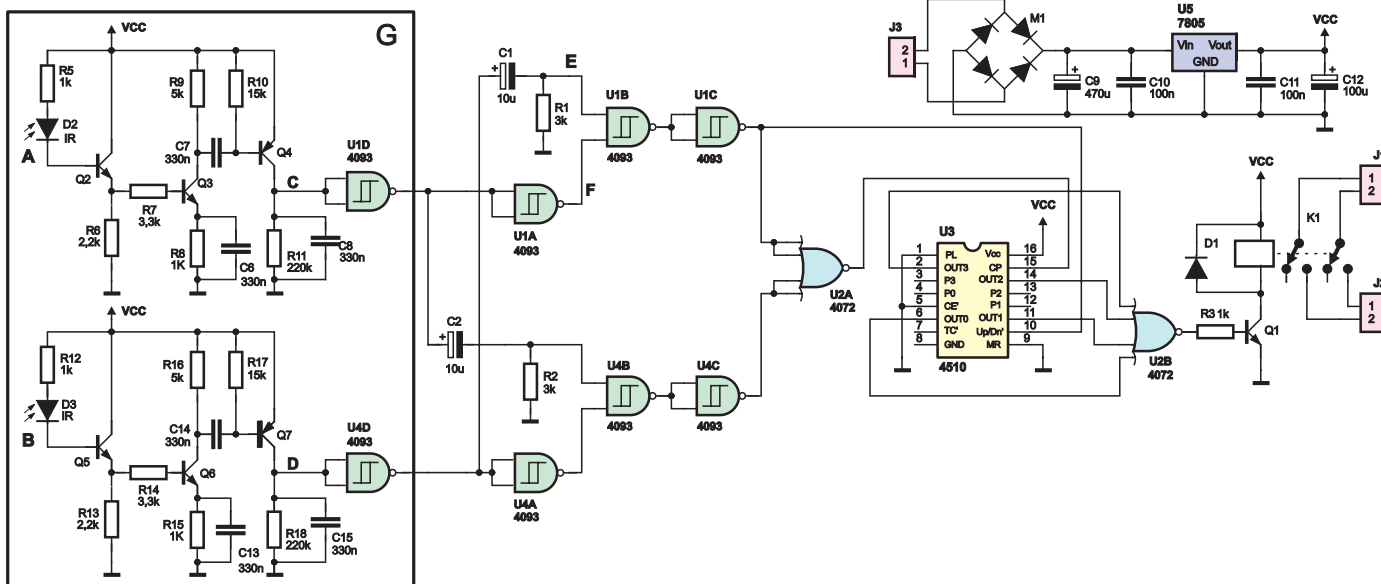 G
VCC
R5
1k
D2
IR
A
Q2
R6
2,2k
R7
3,3k
R9
5k
R10
15k
C7
330n
Q3
Q4
C
R8
1K
C6
330n
R11
220k
C8
330n
U1D
4093
VCC
R12
1k
D3
IR
B
Q5
R13
2,2k
R14
3,3k
R16
5k
R17
15k
C14
330n
Q6
Q7
D
R15
1K
C13
330n
R18
220k
C15
330n
U4D
4093
C1
+
10u
E
R1
3k
U1B
4093
U1C
4093
F
U1A
4093
C2
+
10u
R2
3k
U4B
4093
U4C
4093
U4A
4093
U2A
4072
J3
2
1
M1
+
C9
470u
C10
100n
U5
7805
Vin Vout
GND
C11
100n
VCC
+
C12
100u
VCC
U3
1 PL Vcc 16
2 OUT3 CP 15
3 P3 OUT2 14
4 P0 P2 13
5 CE' P1 12
6 OUT0 OUT1 11
7 TC' Up/Dn' 10
8 GND MR 9
4510
U2B
4072
R3 1k
Q1
VCC
D1
K1
1
2
1
2